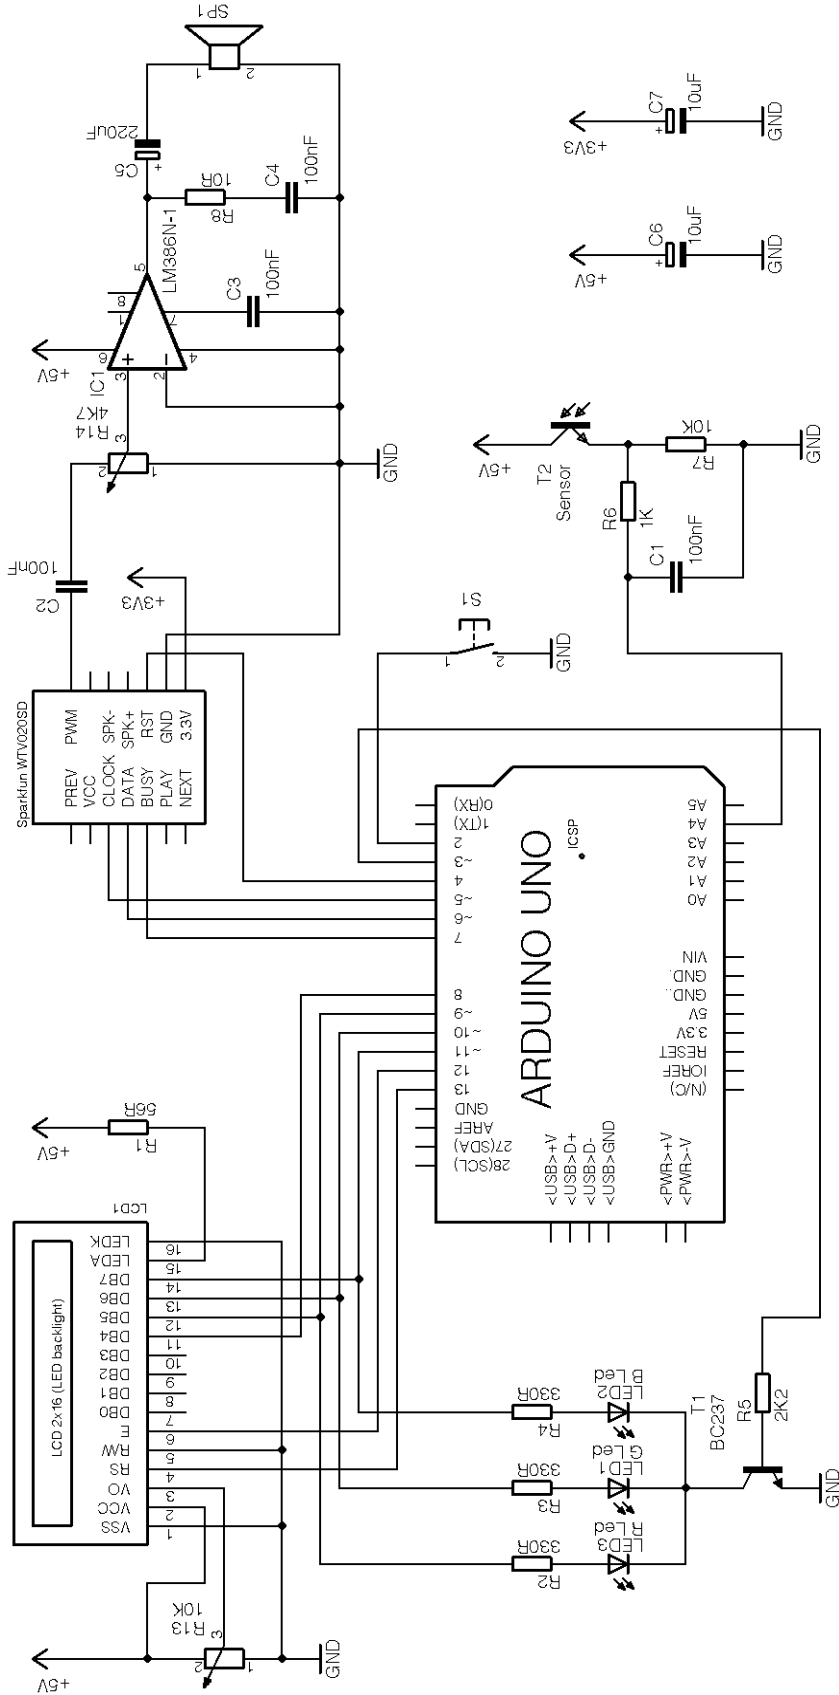 SP1
1
2
C5
220uF
+
R8
10R
C4
100nF
LM386N-1
5
8
1
7
6
4
3
2
+
-
IC1
+5V
C3
100nF
R14
4K7
3
2
1
GND
C2
100nF
+3V3
Sparkfun WTV020SD
PREV
VCC
CLOCK
DATA
BUSY
PLAY
NEXT
PWM
SPK-
SPK+
RST
GND
3.3V
+3V3
C7
10uF
+
GND
+5V
C6
10uF
+
GND
+5V
T2
Sensor
R7
10K
GND
R6
1K
C1
100nF
S1
1
2
GND
ARDUINO UNO
ICSP
0(RX)
1(TX)
2
~3
4
~5
~6
7
8
~9
~10
~11
12
13
GND
AREF
27(SDA)
28(SCL)
A5
A4
A3
A2
A1
A0
VIN
GND.
GND..
5V
3.3V
RESET
IOREF
(N/C)
<USB>+V
<USB>D+
<USB>D-
<USB>GND
<PWR>+V
<PWR>-V
+5V
R1
56R
LCD1
LCD 2x16 (LED backlight)
LEDK
LEDA
DB7
DB6
DB5
DB4
DB3
DB2
DB1
DB0
E
R/W
RS
VO
VCC
VSS
16
15
14
13
12
11
10
9
8
7
6
5
4
3
2
1
+5V
R13
10K
3
2
1
GND
R4
330R
LED2
B Led
R3
330R
LED1
G Led
R2
330R
LED3
R Led
T1
BC237
R5
2K2
GND